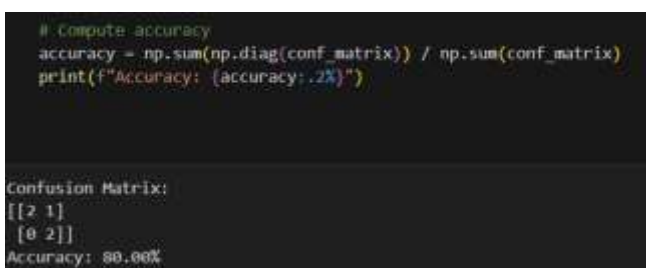 # Compute accuracy
accuracy = np.sum(np.diag(conf_matrix)) / np.sum(conf_matrix)
print(f"Accuracy: {accuracy:.2%}")
Confusion Matrix:
[[2 1]
 [0 2]]
Accuracy: 80.00%